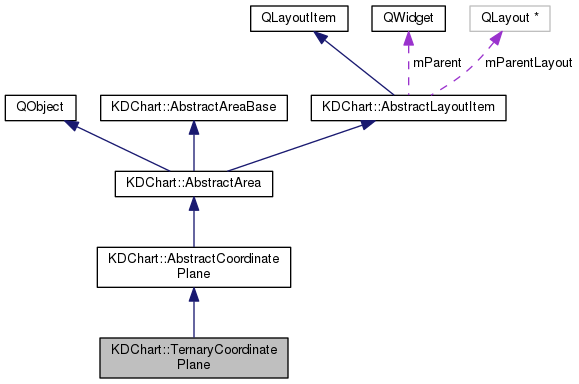 QLayoutItem
QWidget
QLayout *
mParent
mParentLayout
QObject
KDChart::AbstractAreaBase
KDChart::AbstractLayoutItem
KDChart::AbstractArea
KDChart::AbstractCoordinate
Plane
KDChart::TernaryCoordinate
Plane